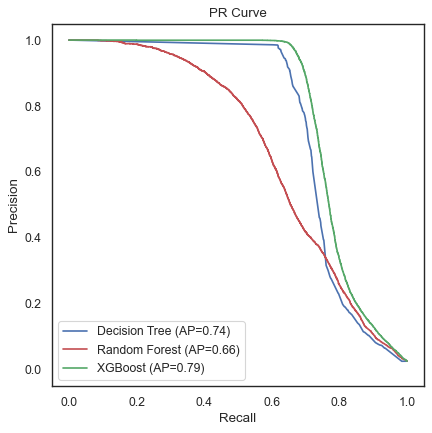 PR Curve
1.0
0.8
0.6
0.4
0.2
0.0
Precision
Decision Tree (AP=0.74)
Random Forest (AP=0.66)
XGBoost (AP=0.79)
0.0 0.2 0.4 0.6 0.8 1.0
Recall